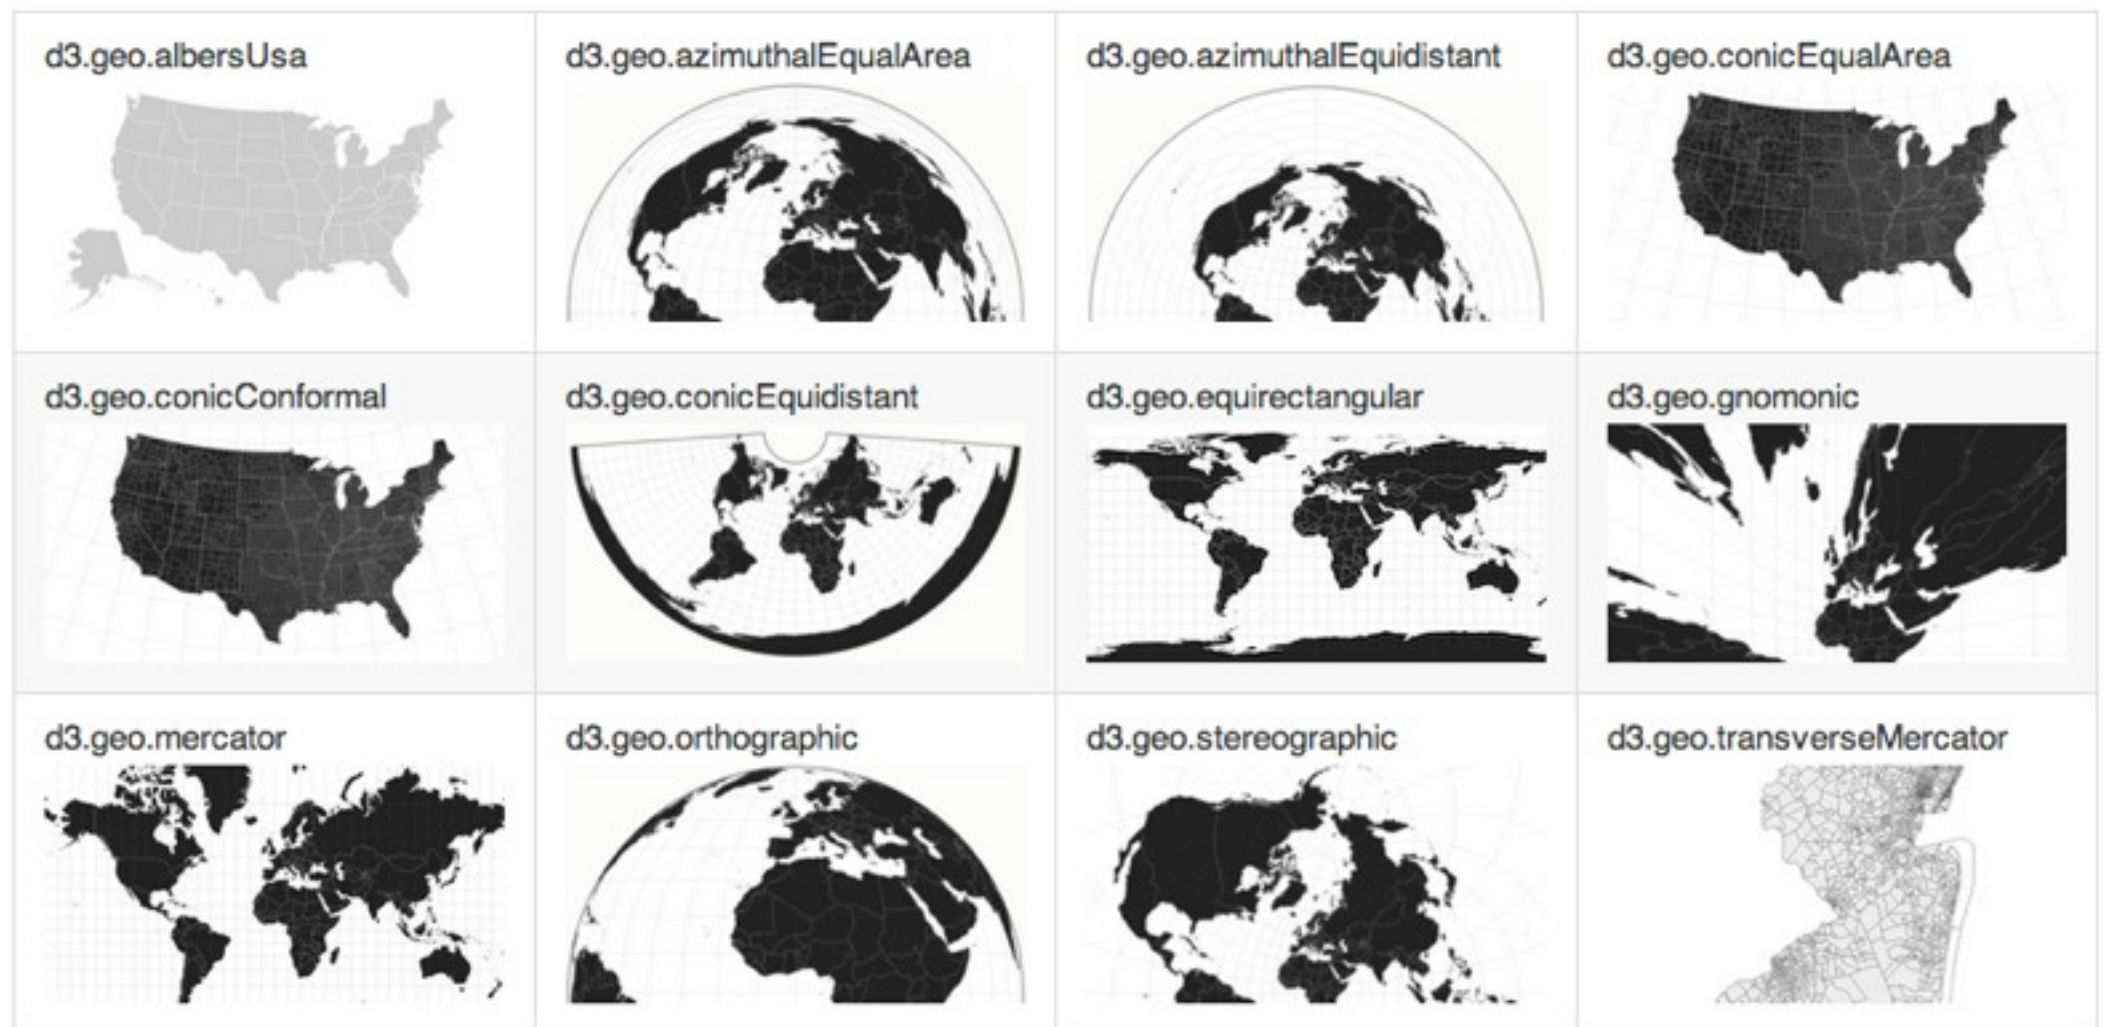 d3.geo.albersUsa
d3.geo.azimuthalEqualArea
d3.geo.azimuthalEquidistant
d3.geo.conicEqualArea
d3.geo.conicConformal
d3.geo.conicEquidistant
d3.geo.equirectangular
d3.geo.gnomonic
d3.geo.mercator
d3.geo.orthographic
d3.geo.stereographic
d3.geo.transverseMercator